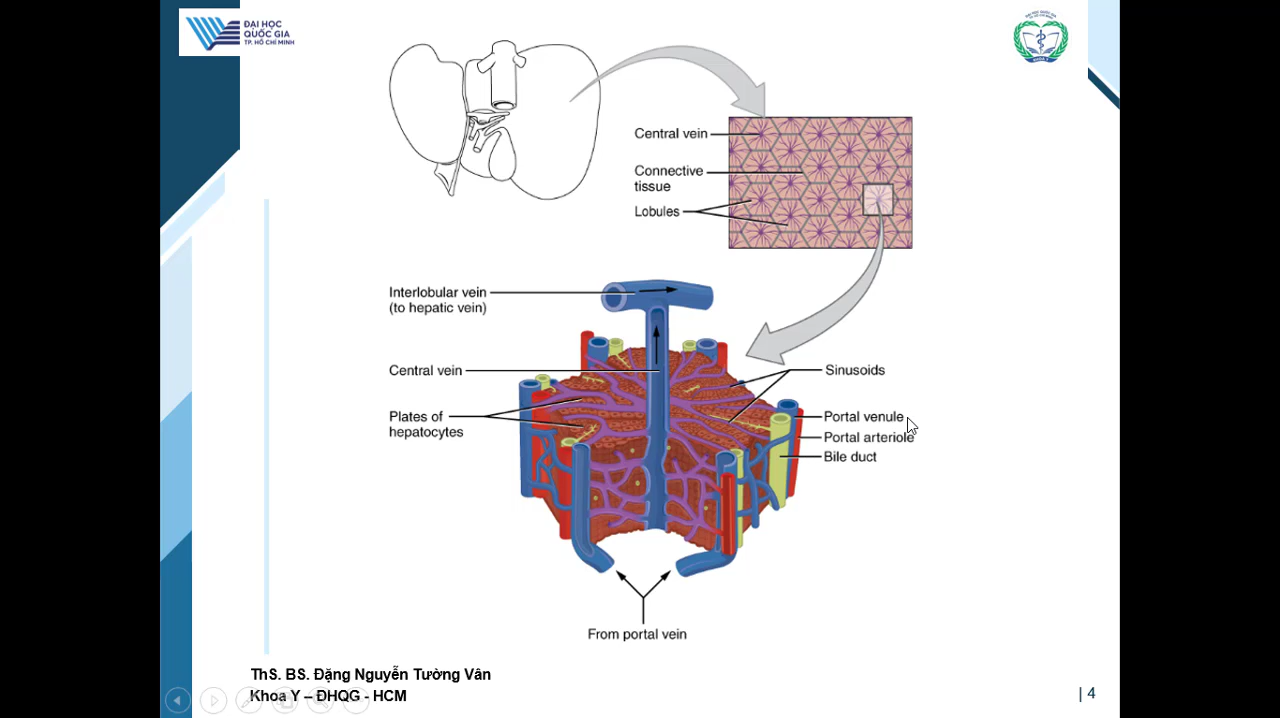 ĐẠI HỌC
QUỐC GIA
TP. HỒ CHÍ MINH
Central vein
Connective
tissue
Lobules
Interlobular vein
(to hepatic vein)
Central vein
Plates of
hepatocytes
Sinusoids
Portal venule
Portal arteriole
Bile duct
From portal vein
ThS. BS. Đặng Nguyễn Tường Vân
Khoa Y – ĐHQG - HCM
| 4